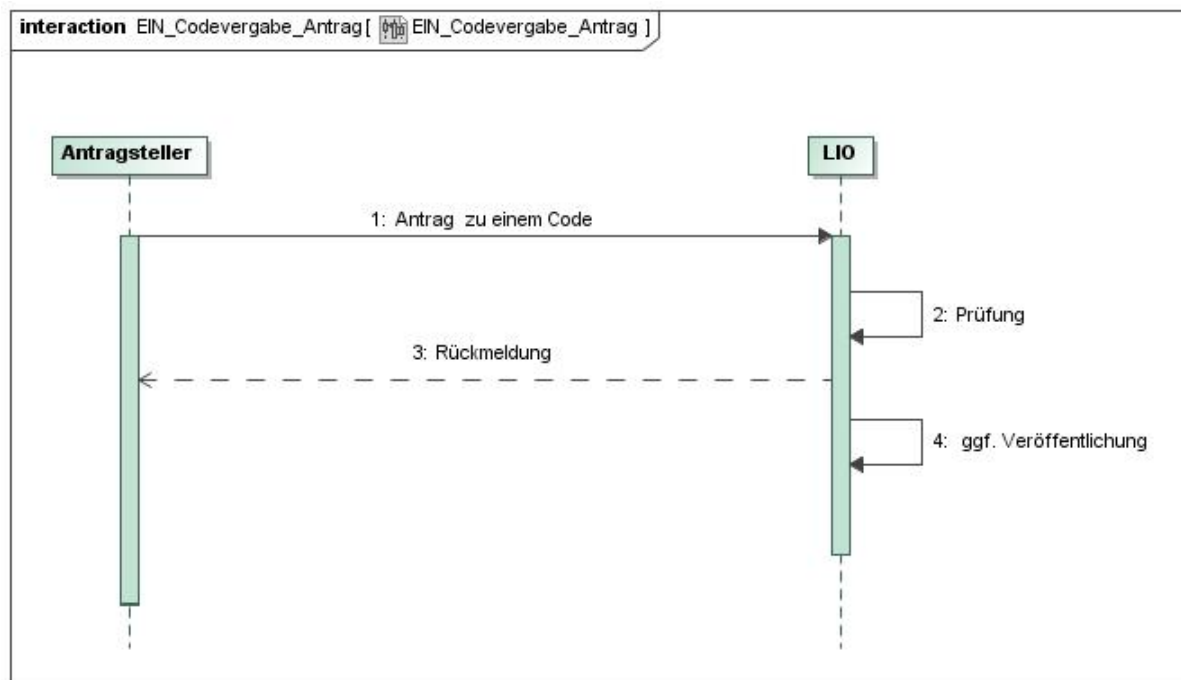 interaction EIN_Codevergabe_Antrag[ EIN_Codevergabe_Antrag ]
Antragsteller
LIO
1: Antrag zu einem Code
2: Prüfung
3: Rückmeldung
4: ggf. Veröffentlichung